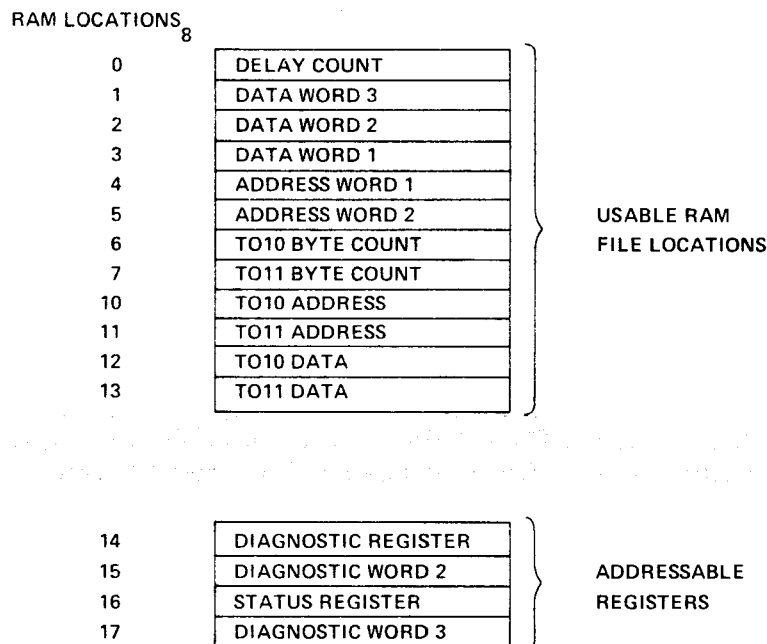 RAM LOCATIONS 8
0 DELAY COUNT
1 DATA WORD 3
2 DATA WORD 2
3 DATA WORD 1
4 ADDRESS WORD 1
5 ADDRESS WORD 2
6 TO10 BYTE COUNT
7 TO11 BYTE COUNT
10 TO10 ADDRESS
11 TO11 ADDRESS
12 TO10 DATA
13 TO11 DATA
USABLE RAM
FILE LOCATIONS
14 DIAGNOSTIC REGISTER
15 DIAGNOSTIC WORD 2
16 STATUS REGISTER
17 DIAGNOSTIC WORD 3
ADDRESSABLE
REGISTERS